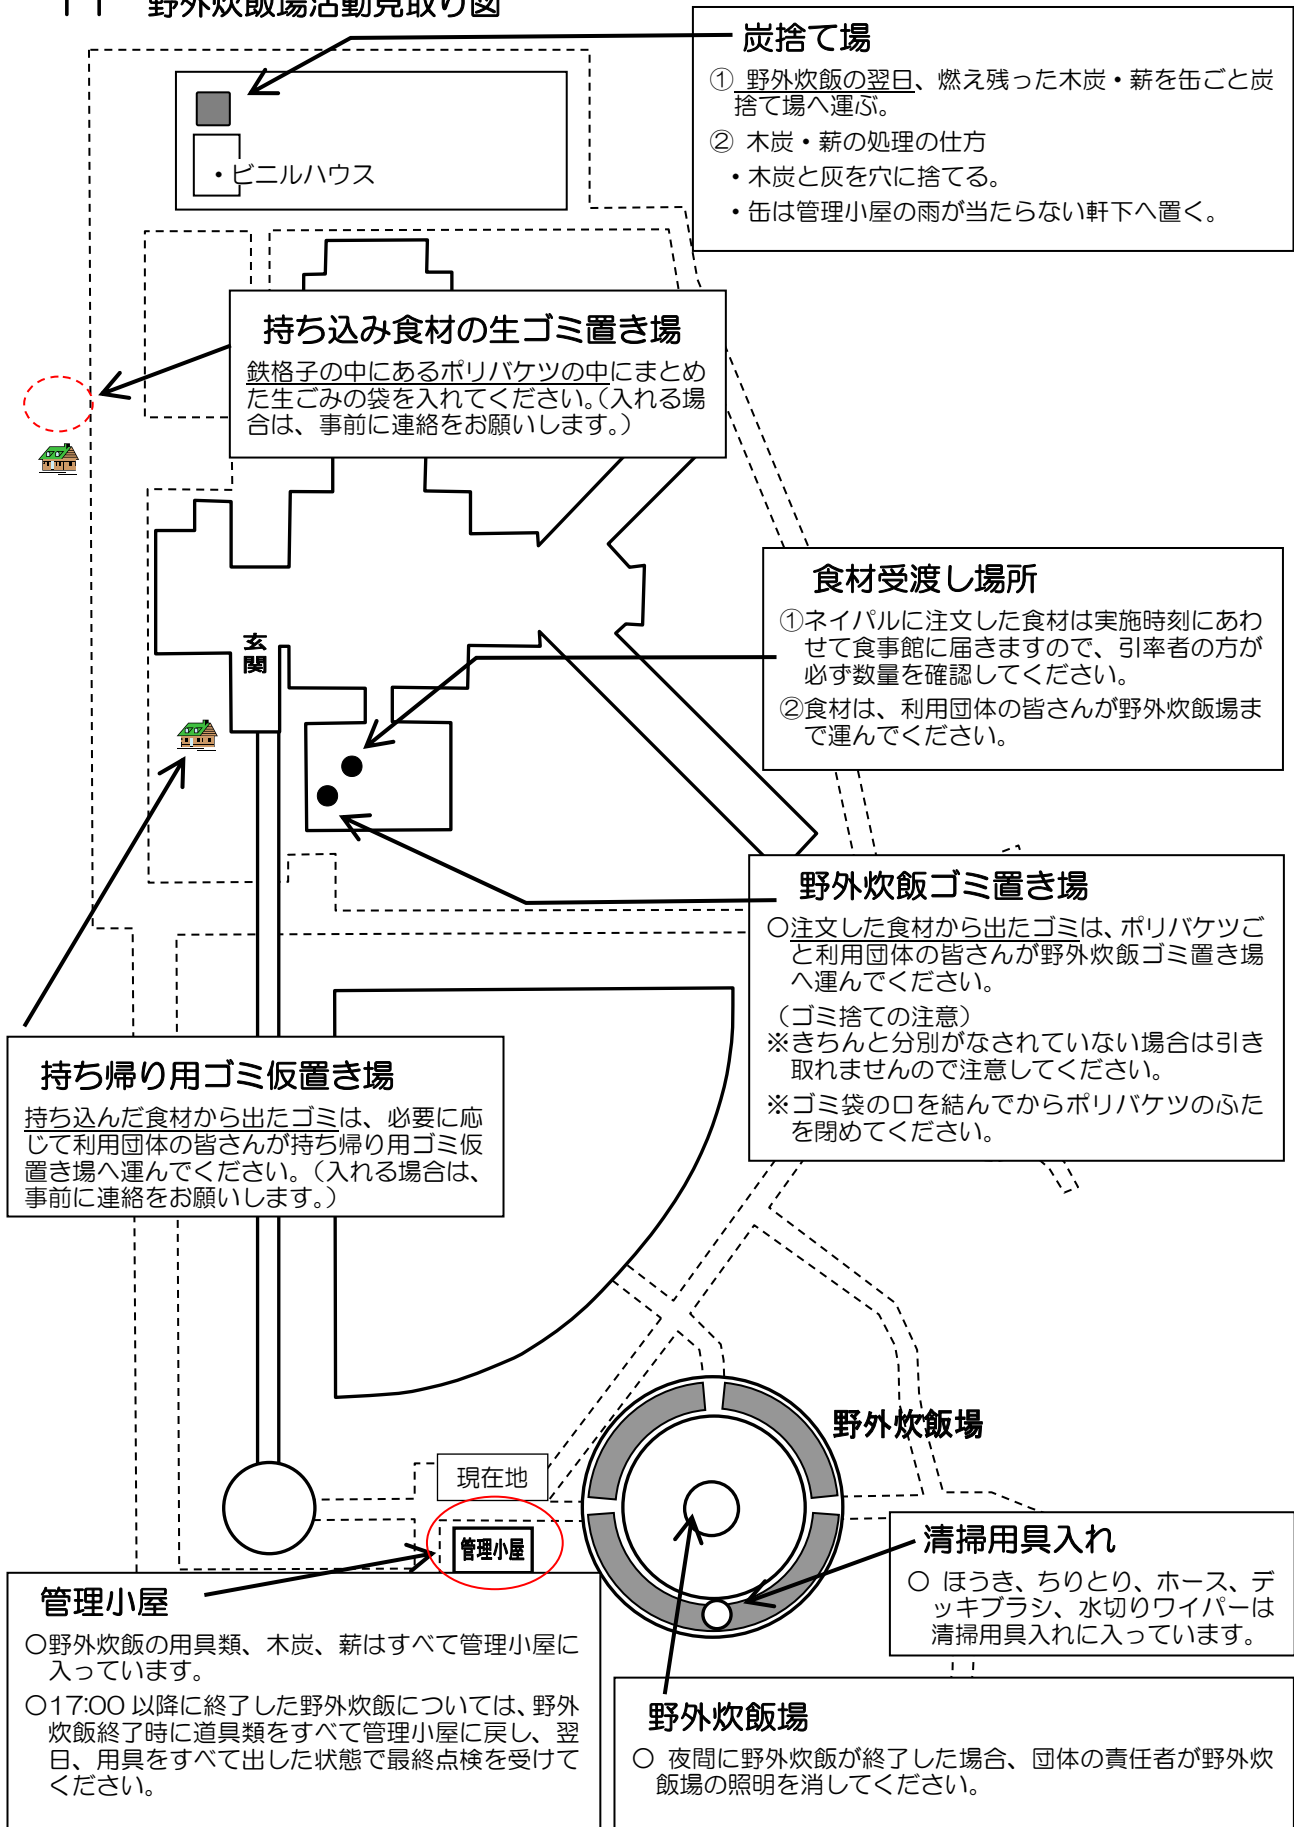 11　野外炊飯場活動見取り図
炭捨て場
① 野外炊飯の翌日、燃え残った木炭・薪を缶ごと炭
捨て場へ運ぶ。
② 木炭・薪の処理の仕方
・木炭と灰を穴に捨てる。
・缶は管理小屋の雨が当たらない軒下へ置く。
・ビニルハウス
持ち込み食材の生ゴミ置き場
鉄格子の中にあるポリバケツの中にまとめ
た生ごみの袋を入れてください。（入れる場
合は、事前に連絡をお願いします。）
食材受渡し場所
①ネイパルに注文した食材は実施時刻にあわ
せて食事館に届きますので、引率者の方が
必ず数量を確認してください。
②食材は、利用団体の皆さんが野外炊飯場ま
で運んでください。
玄
関
野外炊飯ゴミ置き場
○注文した食材から出たゴミは、ポリバケツご
と利用団体の皆さんが野外炊飯ゴミ置き場
へ運んでください。
（ゴミ捨ての注意）
※きちんと分別がなされていない場合は引き
取れませんので注意してください。
※ゴミ袋の口を結んでからポリバケツのふた
を閉めてください。
持ち帰り用ゴミ仮置き場
持ち込んだ食材から出たゴミは、必要に応
じて利用団体の皆さんが持ち帰り用ゴミ仮
置き場へ運んでください。（入れる場合は、
事前に連絡をお願いします。）
野外炊飯場
現在地
管理小屋
清掃用具入れ
○ ほうき、ちりとり、ホース、デ
ッキブラシ、水切りワイパーは
清掃用具入れに入っています。
管理小屋
○野外炊飯の用具類、木炭、薪はすべて管理小屋に
入っています。
○17:00 以降に終了した野外炊飯については、野外
炊飯終了時に道具類をすべて管理小屋に戻し、翌
日、用具をすべて出した状態で最終点検を受けて
ください。
野外炊飯場
○ 夜間に野外炊飯が終了した場合、団体の責任者が野外炊
飯場の照明を消してください。